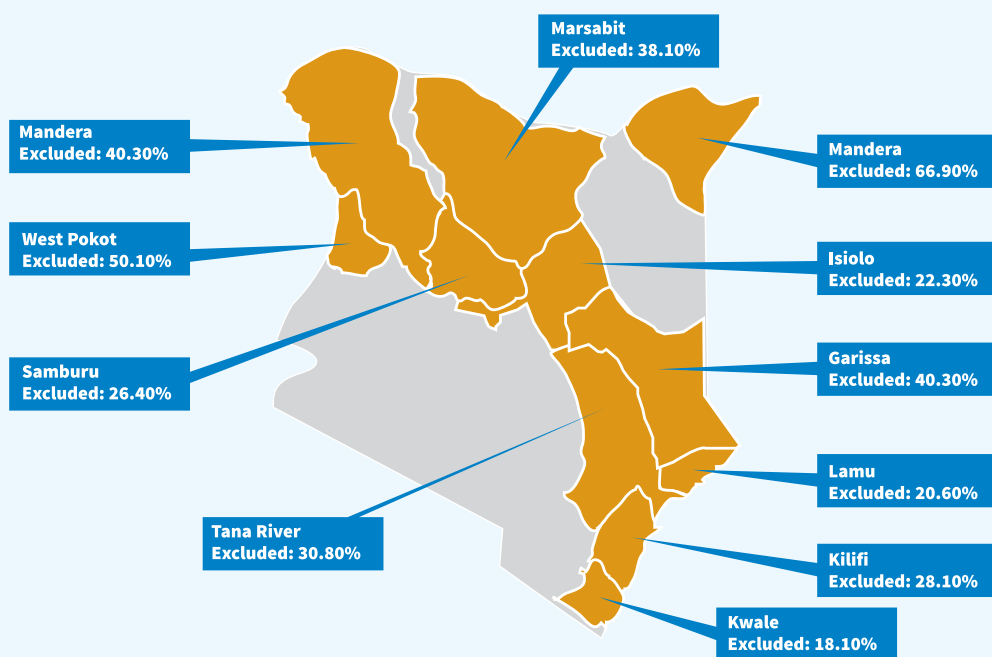 Marsabit
Excluded: 38.10%
Mandera
Excluded: 40.30%
Mandera
Excluded: 66.90%
West Pokot
Excluded: 50.10%
Isiolo
Excluded: 22.30%
Samburu
Excluded: 26.40%
Garissa
Excluded: 40.30%
Lamu
Excluded: 20.60%
Tana River
Excluded: 30.80%
Kilifi
Excluded: 28.10%
Kwale
Excluded: 18.10%